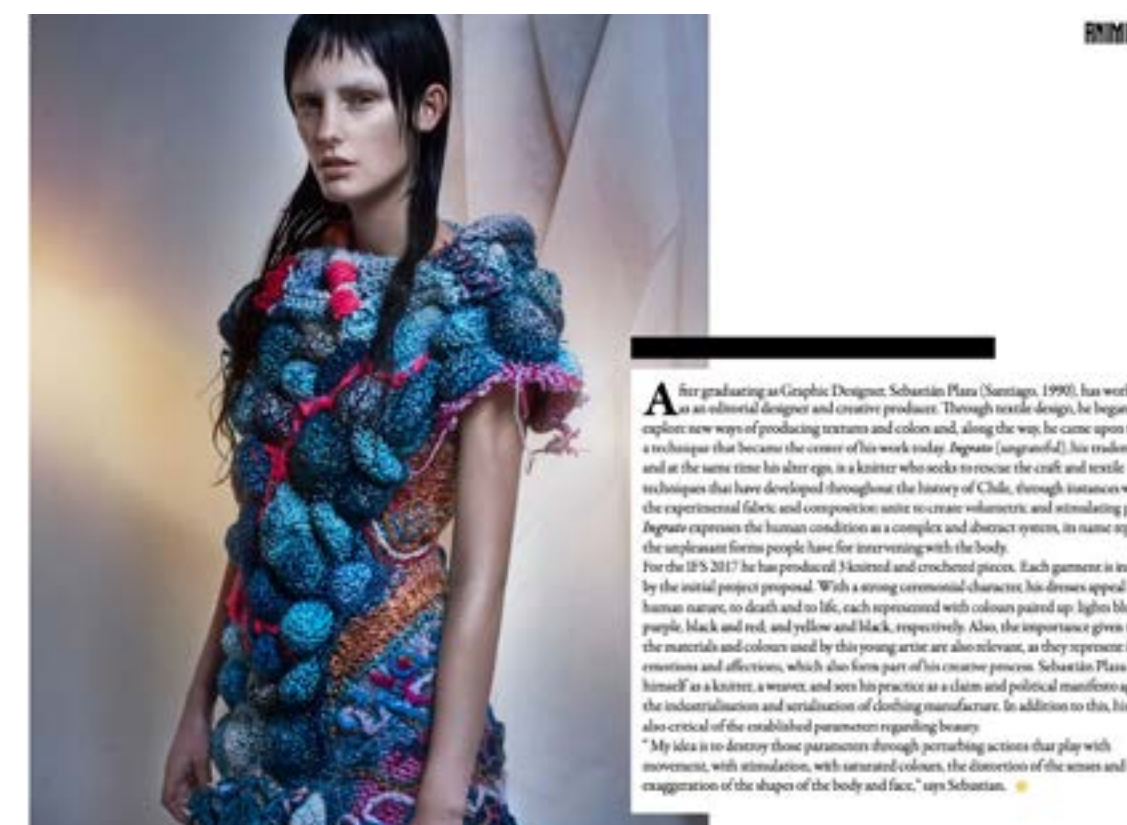 ANIM
After graduating as Graphic Designer, Sebastián Plaza (Santiago, 1990), has
as an editorial designer and creative producer. Through textile design, he began
explore new ways of producing textures and colors and, along the way, he came upon
a technique that became the center of his work today. Ingrato [ungrateful], his
and at the same time his alter ego, is a knitter who seeks to rescue the craft and textile
techniques that have developed throughout the history of Chile, through instances
the experimental fabric and composition unite to create volumetric and stimulating
Ingrato expresses the human condition as a complex and abstract system, its name
the unpleasant forms people have for intervening with the body.
For the IFS 2017 he has produced 3 knitted and crocheted pieces. Each garment is
by the initial project proposal. With a strong ceremonial character, his dresses appeal
human nature, to death and to life, each represented with colours paired up: lights
purple, black and red, and yellow and black, respectively. Also, the importance given
the materials and colours used by this young artist are also relevant, as they represent
emotions and affections, which also form part of his creative process. Sebastián Plaza
himself as a knitter, a weaver, and sees his practice as a claim and political manifesto
the industrialisation and serialisation of clothing manufacture. In addition to this,
also critical of the established parameters regarding beauty.
"My idea is to destroy those parameters through perturbing actions that play with
movement, with stimulation, with saturated colours, the distortion of the senses and
exaggeration of the shapes of the body and face," says Sebastian.